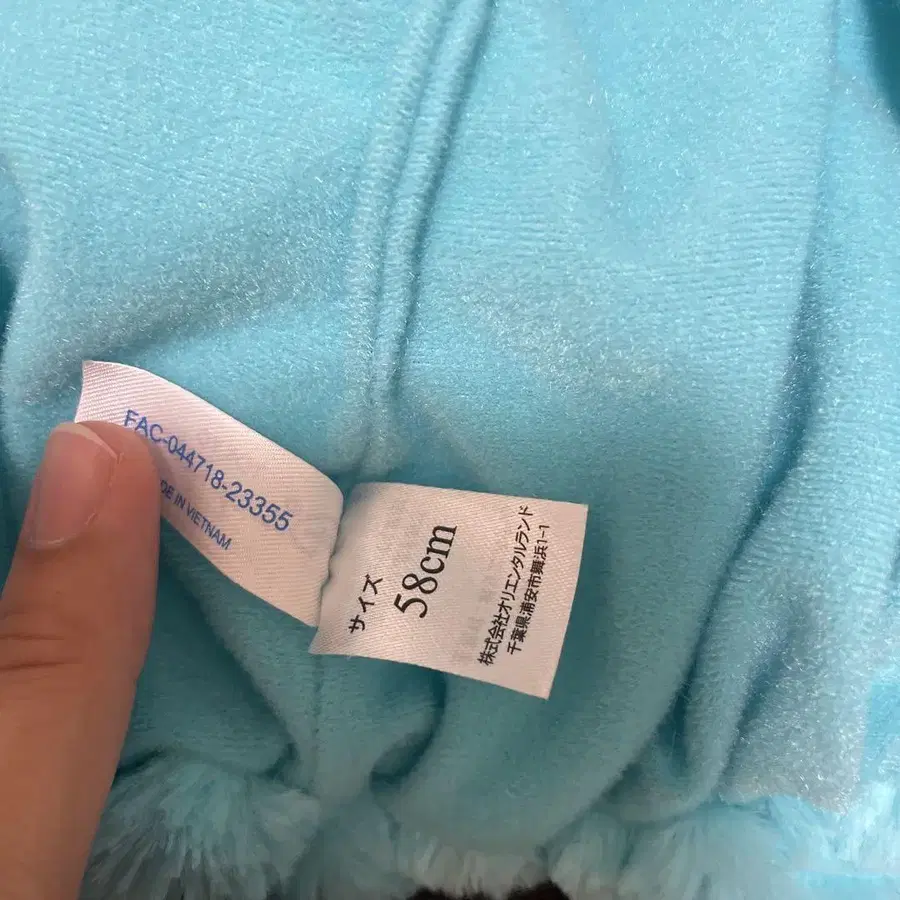 FAC-044718-23355
MADE IN VIETNAM
サイズ
58cm
株式会社オリエンタルランド
千葉県浦安市舞浜1-1